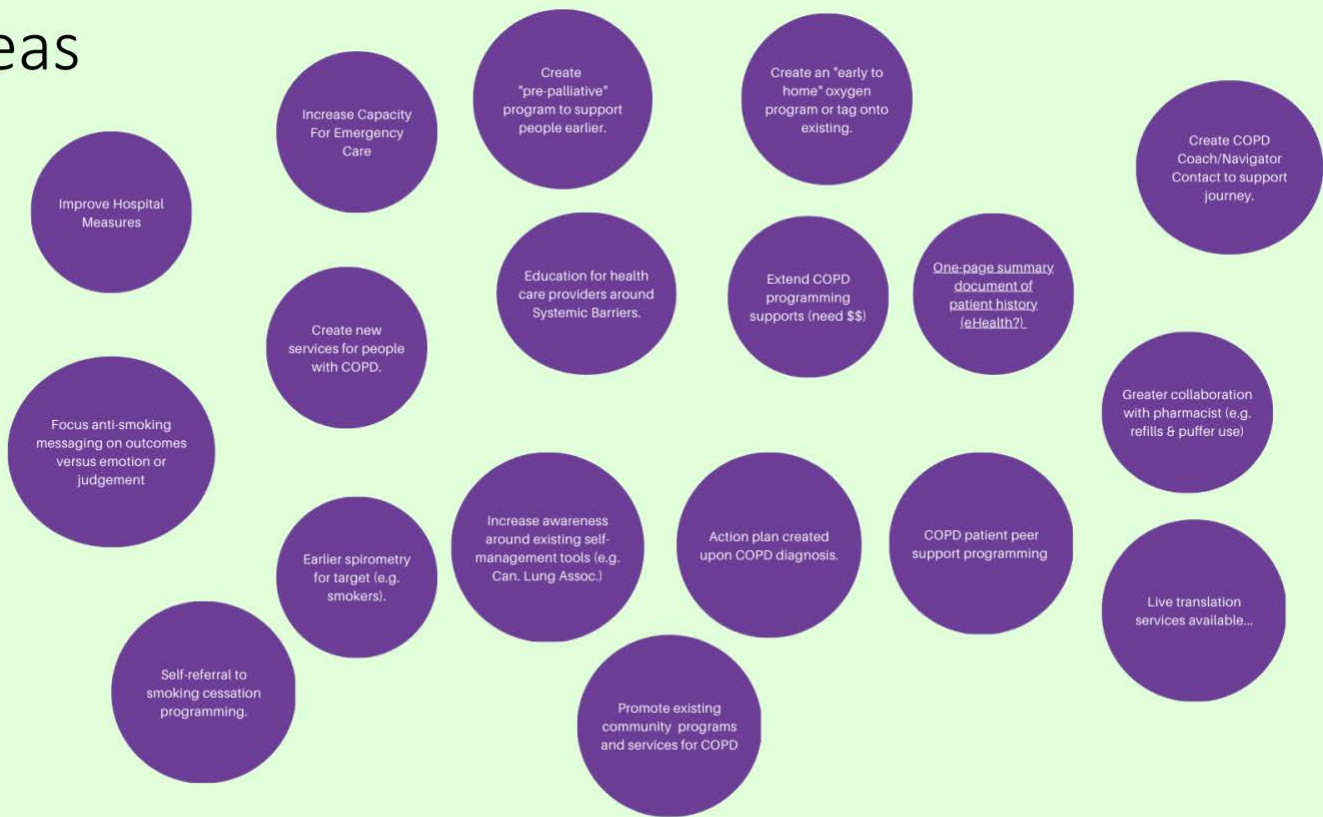 eas
Create
"pre-palliative"
program to support
people earlier.
Create an "early to
home" oxygen
program or tag onto
existing.
Increase Capacity
For Emergency
Care
Create COPD
Coach/Navigator
Contact to support
journey.
Improve Hospital
Measures
Education for health
care providers around
Systemic Barriers.
Extend COPD
programming
supports (need $$)
One-page summary
document of
patient history
(eHealth?)
Create new
services for people
with COPD.
Greater collaboration
with pharmacist (e.g.
refills & puffer use)
Focus anti-smoking
messaging on outcomes
versus emotion or
judgement
Earlier spirometry
for target (e.g.
smokers).
Increase awareness
around existing self-
management tools (e.g.
Can. Lung Assoc.)
Action plan created
upon COPD diagnosis.
COPD patient peer
support programming
Live translation
services available...
Self-referral to
smoking cessation
programming.
Promote existing
community programs
and services for COPD